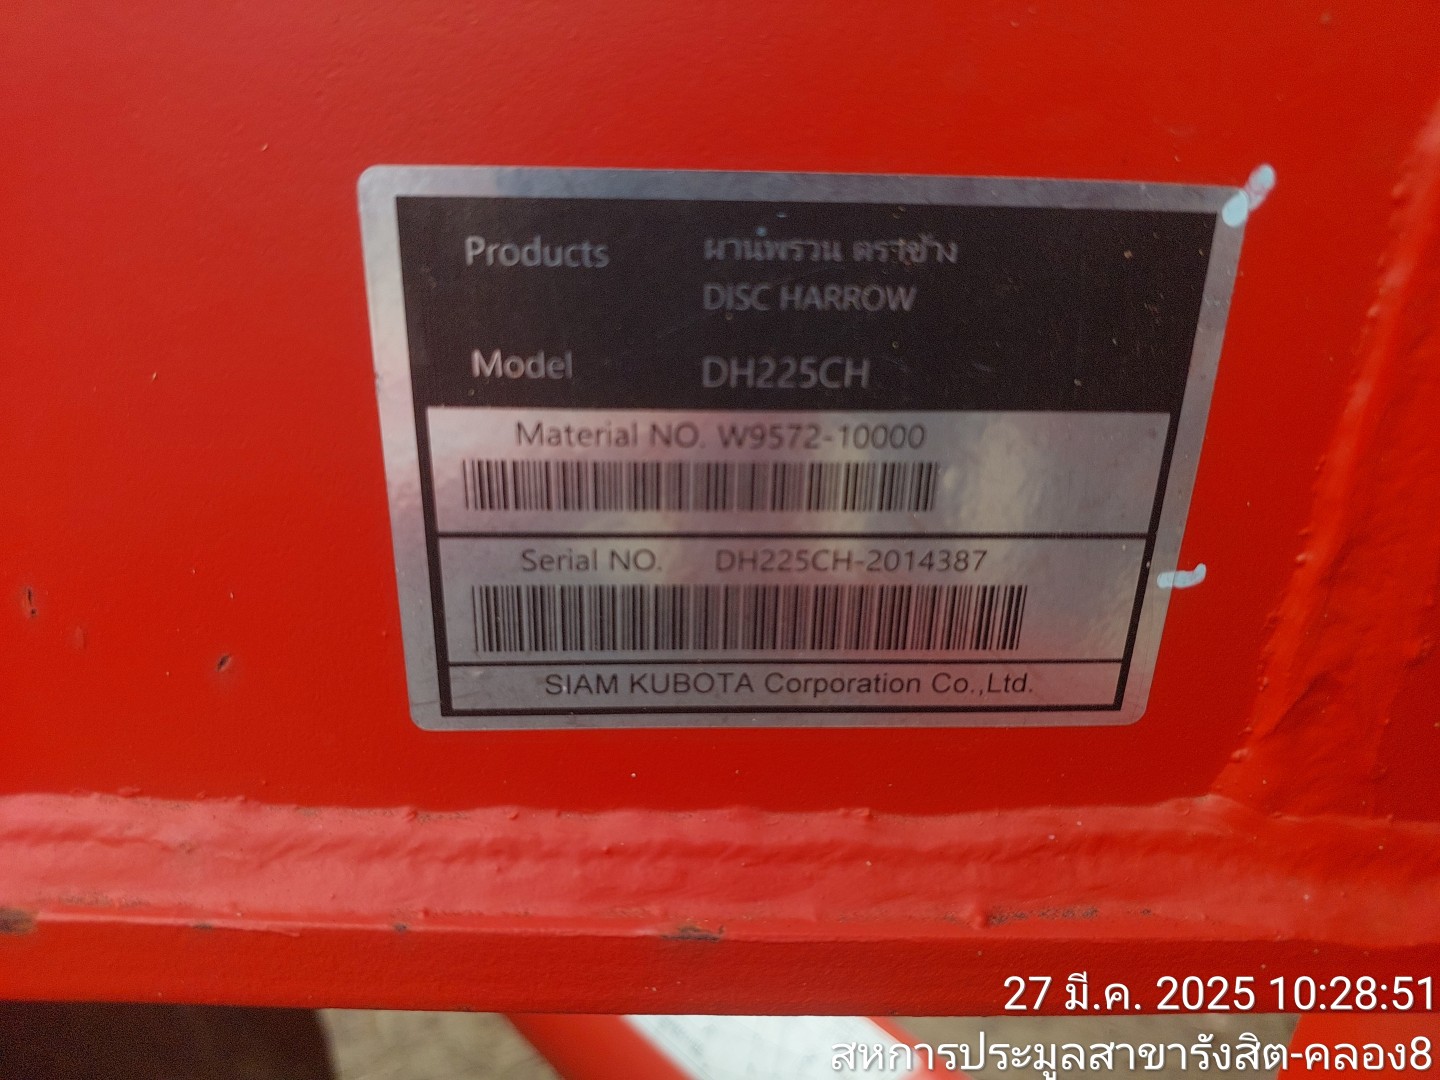 Products ผานพรวน ตราช้าง
DISC HARROW
Model DH225CH
Material NO. W9572-10000
Serial NO. DH225CH-2014387
SIAM KUBOTA Corporation Co.,Ltd.
27 มี.ค. 2025 10:28:51
สหการประมูลสาขารังสิต-คลอง8